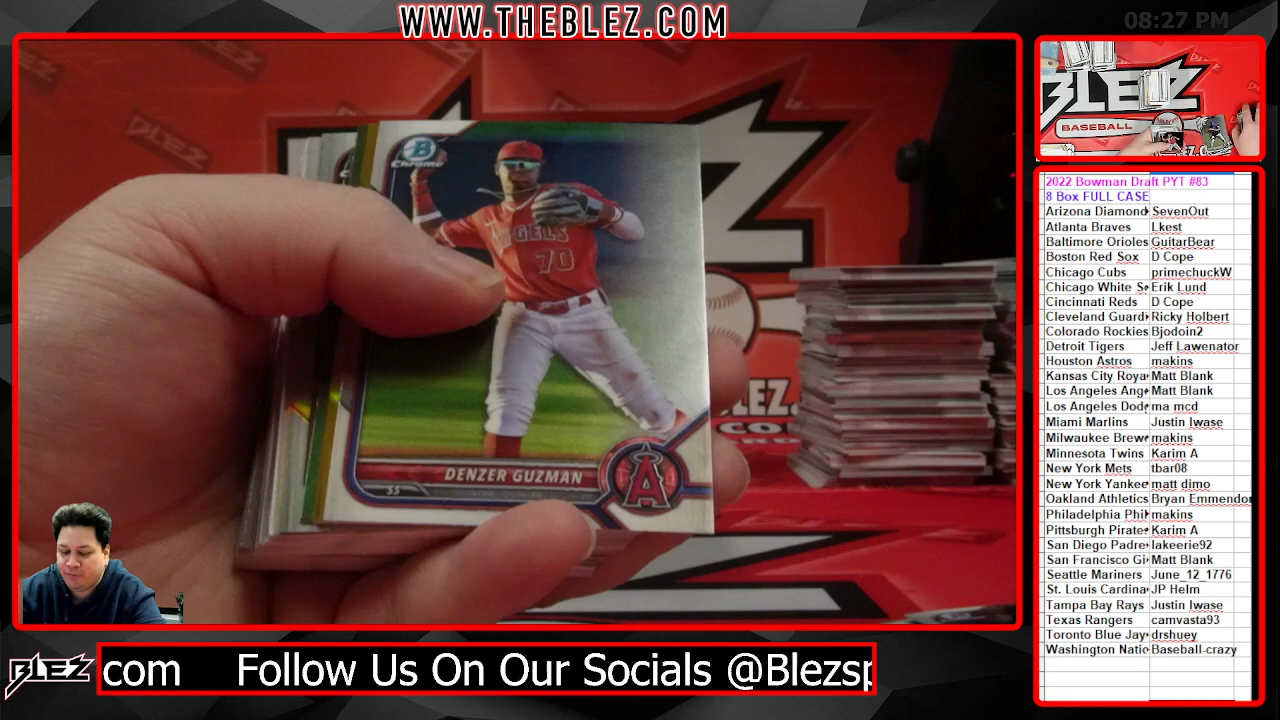 WWW.THEBLEZ.COM
08:27 PM
BLEZ
B
Chrome
ANGELS
70
DENZER GUZMAN
SS
A
BLEZ
BASEBALL
2022 Bowman Draft PYT #83
8 Box FULL CASE
Arizona Diamond SevenOut
Atlanta Braves Lkest
Baltimore Orioles GuitarBear
Boston Red Sox D Cope
Chicago Cubs primechuckW
Chicago White Se Erik Lund
Cincinnati Reds D Cope
Cleveland Guardi Ricky Holbert
Colorado Rockies Bjodoin2
Detroit Tigers Jeff Lawenator
Houston Astros makins
Kansas City Roya Matt Blank
Los Angeles Ang Matt Blank
Los Angeles Dod ma mcd
Miami Marlins Justin Iwase
Milwaukee Brew makins
Minnesota Twins Karim A
New York Mets tbar08
New York Yankee matt dimo
Oakland Athletics Bryan Emmendor
Philadelphia Phi makins
Pittsburgh Pirate Karim A
San Diego Padre lakeerie92
San Francisco Gi Matt Blank
Seattle Mariners June_12_1776
St. Louis Cardina JP Helm
Tampa Bay Rays Justin Iwase
Texas Rangers camvasta93
Toronto Blue Jay drshuey
Washington Natio Baseball-crazy
BLEZ
com Follow Us On Our Socials @Blezsp